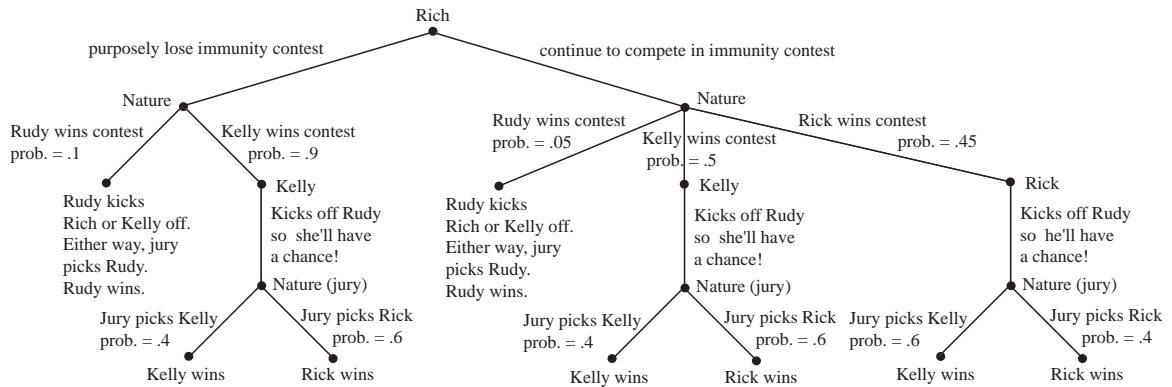 Rich
purposely lose immunity contest
continue to compete in immunity contest
Nature
Nature
Rudy wins contest
prob. = .1
Kelly wins contest
prob. = .9
Rudy wins contest
prob. = .05
Kelly wins contest
prob. = .5
Rick wins contest
prob. = .45
Kelly
Kelly
Rick
Rudy kicks
Rich or Kelly off.
Either way, jury
picks Rudy.
Rudy wins.
Kicks off Rudy
so she'll have
a chance!
Rudy kicks
Rich or Kelly off.
Either way, jury
picks Rudy.
Rudy wins.
Kicks off Rudy
so she'll have
a chance!
Kicks off Rudy
so he'll have
a chance!
Nature (jury)
Nature (jury)
Nature (jury)
Jury picks Kelly
prob. = .4
Jury picks Rick
prob. = .6
Jury picks Kelly
prob. = .4
Jury picks Rick
prob. = .6
Jury picks Kelly
prob. = .6
Jury picks Rick
prob. = .4
Kelly wins
Rick wins
Kelly wins
Rick wins
Kelly wins
Rick wins